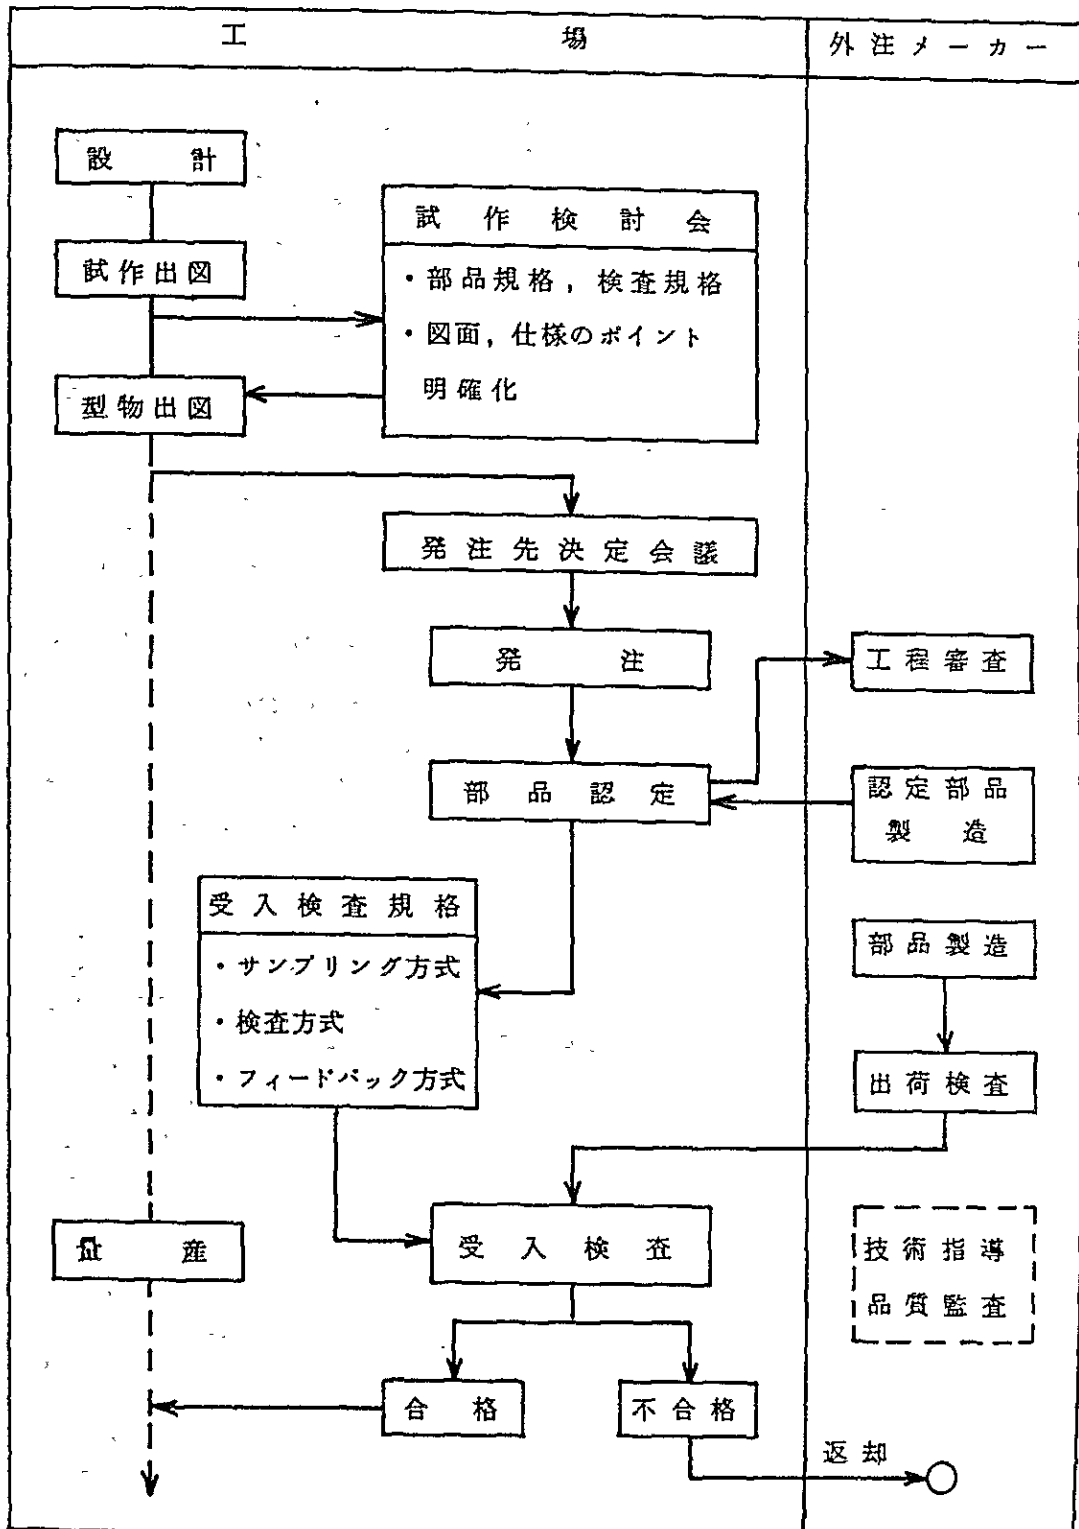 工場
外注メーカー
設計
試作検討会
試作出図
・部品規格，検査規格
・図面，仕様のポイント
明確化
型物出図
発注先決定会議
発注
工程審査
部品認定
認定部品
製造
受入検査規格
・サンプリング方式
・検査方式
・フィードバック方式
部品製造
出荷検査
量産
受入検査
技術指導
品質監査
合格
不合格
返却